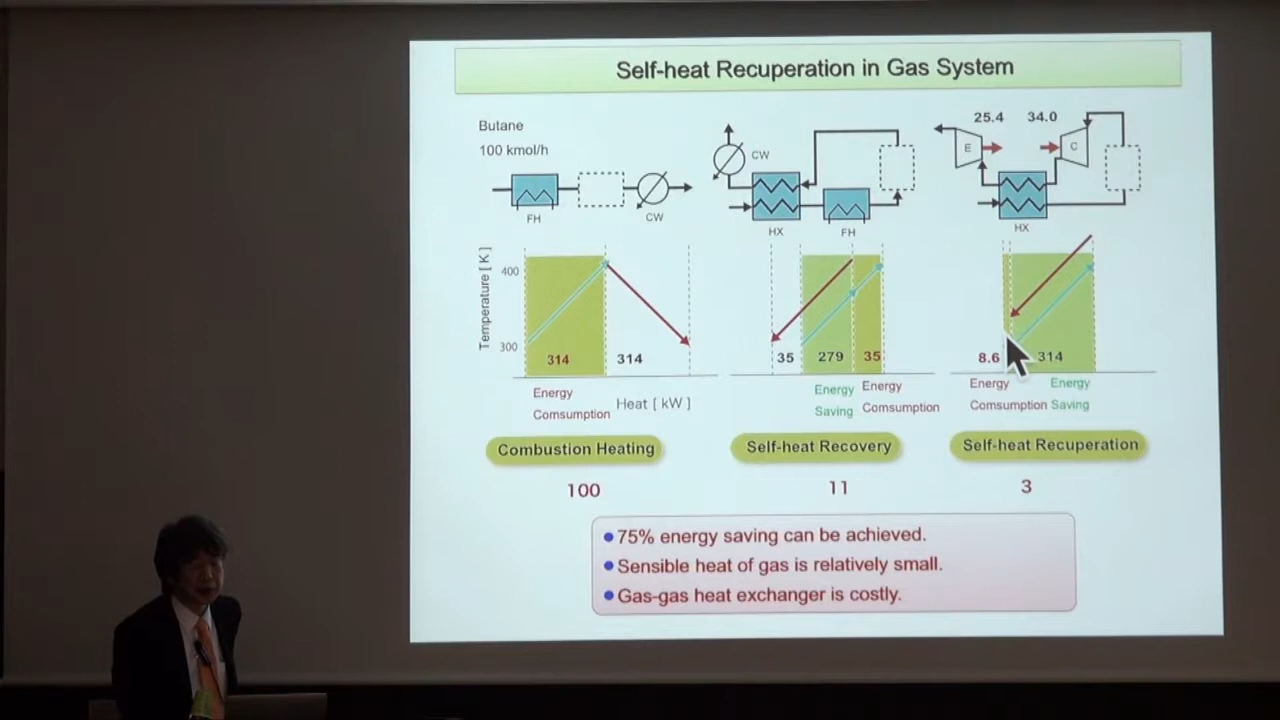 Self-heat Recuperation in Gas System
Butane
100 kmol/h
FH
CW
CW
HX
FH
25.4 34.0
E
C
HX
Temperature [ K ]
400
300
314
314
Energy
Comsumption
Heat [ kW ]
35
279
35
Energy
Saving
Energy
Comsumption
8.6
314
Energy
Comsumption
Energy
Saving
Combustion Heating
Self-heat Recovery
Self-heat Recuperation
100
11
3
75% energy saving can be achieved.
Sensible heat of gas is relatively small.
Gas-gas heat exchanger is costly.